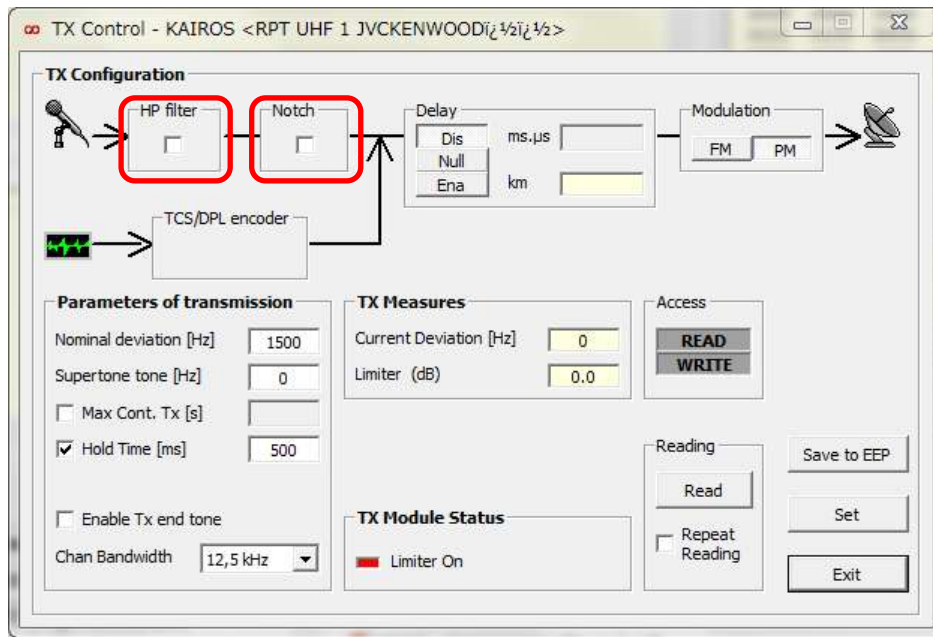 TX Control - KAIROS <RPT UHF 1 JVCKENWOODï¿½ï¿½>
TX Configuration
HP filter
Notch
Delay
Dis
Null
Ena
ms.µs
km
Modulation
FM
PM
TCS/DPL encoder
Parameters of transmission
Nominal deviation [Hz] 1500
Supertone tone [Hz] 0
Max Cont. Tx [s]
Hold Time [ms] 500
Enable Tx end tone
Chan Bandwidth 12,5 kHz
TX Measures
Current Deviation [Hz] 0
Limiter (dB) 0.0
TX Module Status
Limiter On
Access
READ
WRITE
Reading
Read
Repeat
Reading
Save to EEP
Set
Exit